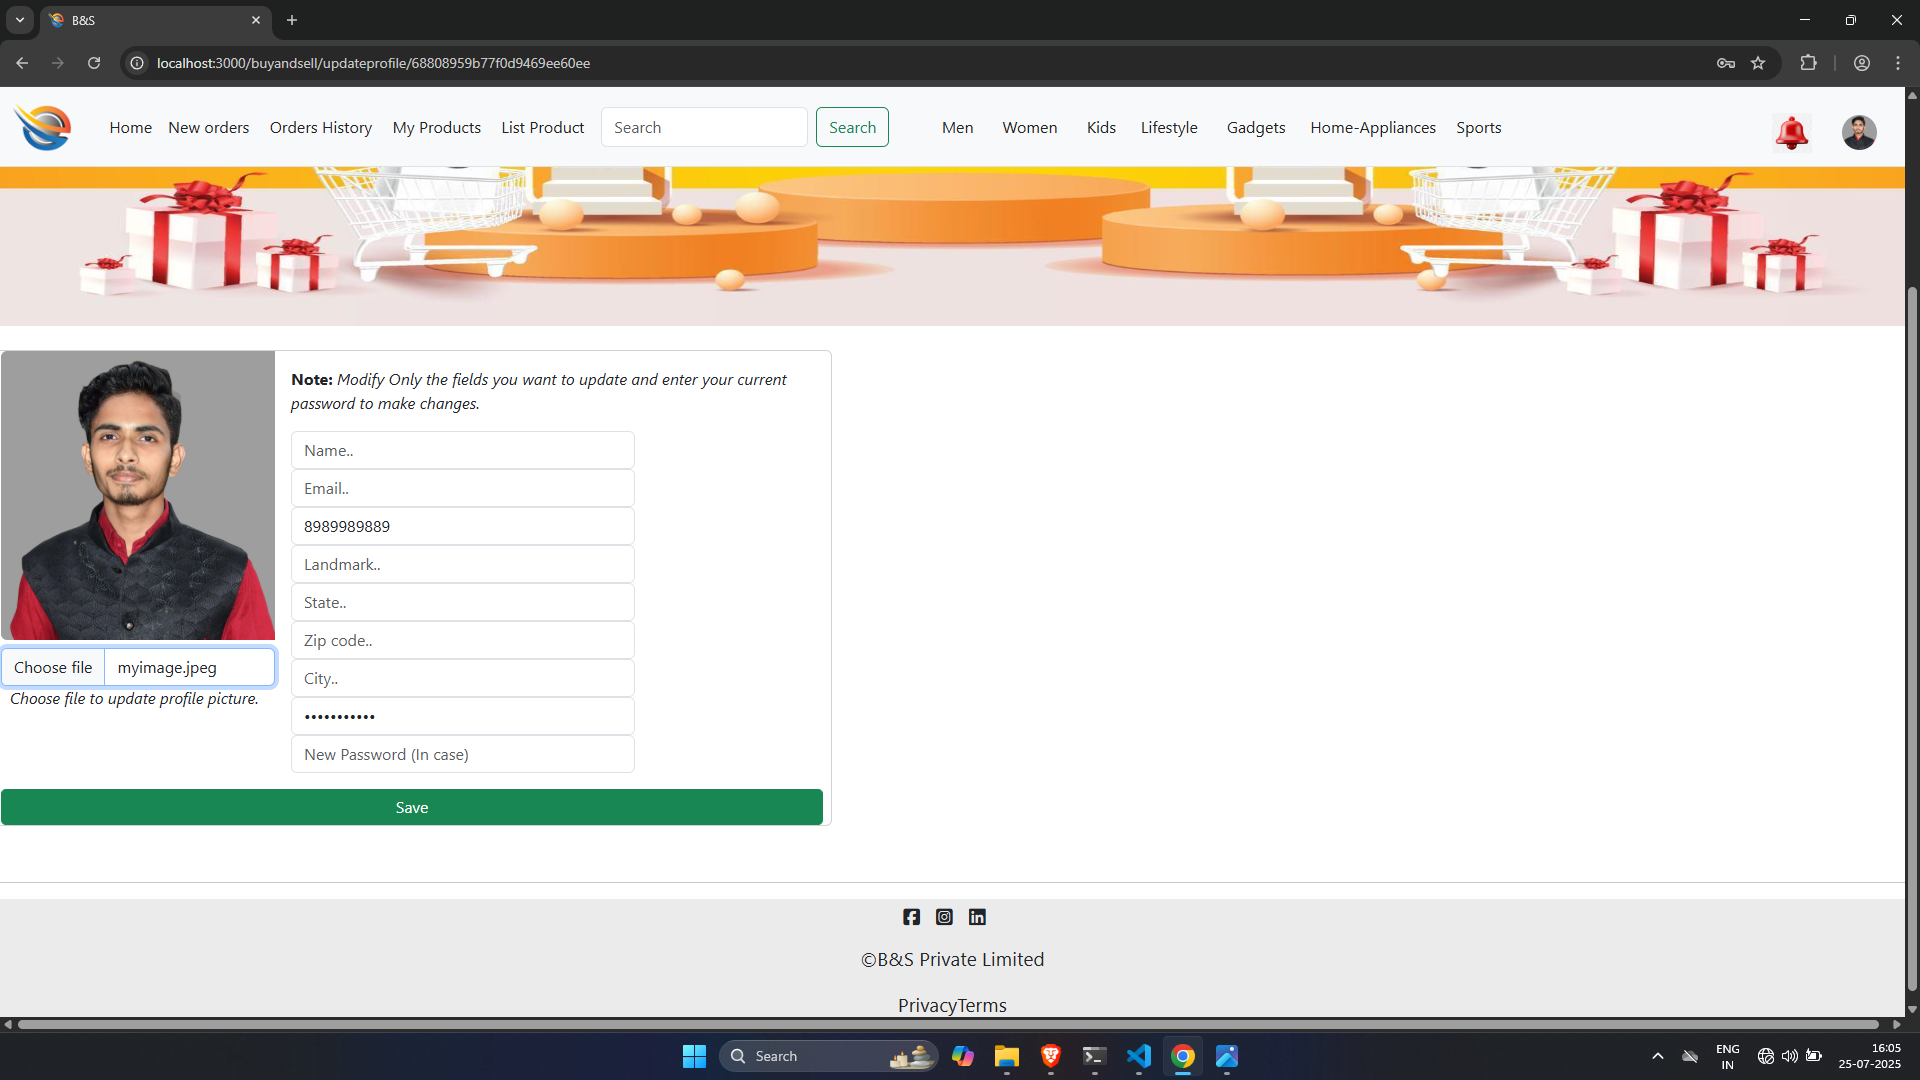 B&S
localhost:3000/buyandsell/updateprofile/68808959b77f0d9469ee60ee
Home New orders Orders History My Products List Product Search Search Men Women Kids Lifestyle Gadgets Home-Appliances Sports
Note: Modify Only the fields you want to update and enter your current
password to make changes.
Name..
Email..
8989989889
Landmark..
State..
Zip code..
City..
•••••••••••
New Password (In case)
Choose file myimage.jpeg
Choose file to update profile picture.
Save
©B&S Private Limited
PrivacyTerms
Search
ENG
IN
16:05
25-07-2025